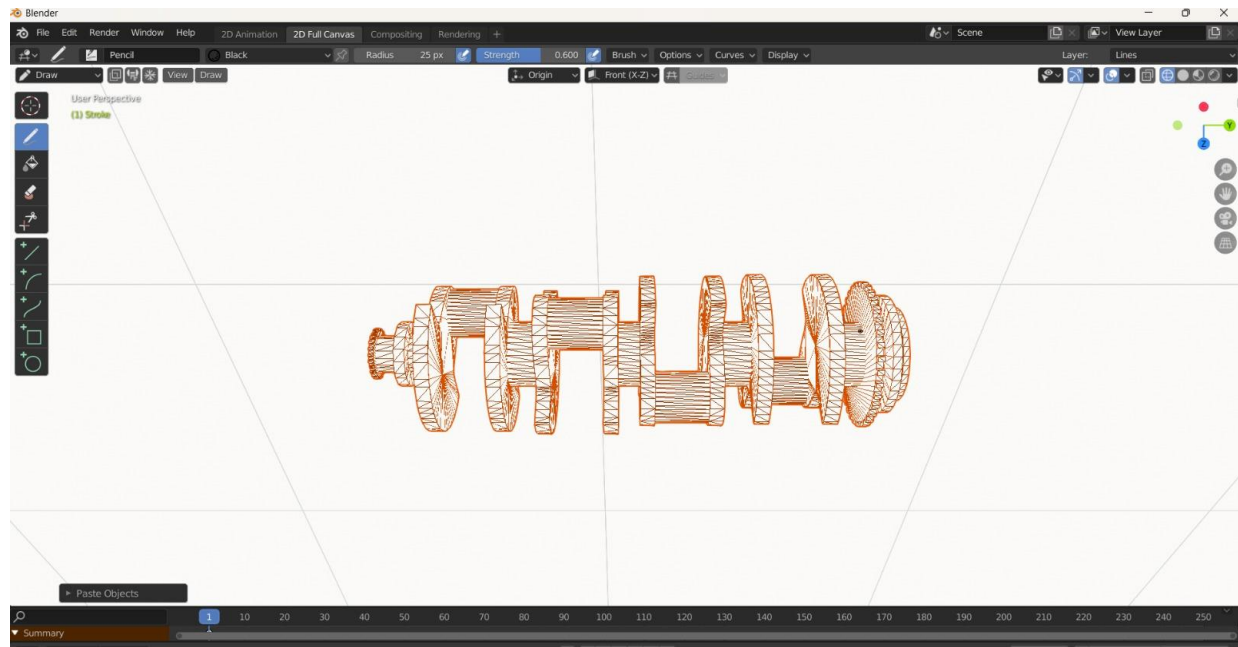 Blender
File Edit Render Window Help 2D Animation 2D Full Canvas Compositing Rendering + Scene View Layer
Pencil Black Radius 25 px Strength 0.600 Brush Options Curves Display Layer: Lines
Draw View Draw Origin Front (X-Z) Guides
User Perspective
(1) Stroke
Y
Z
Paste Objects
1 10 20 30 40 50 60 70 80 90 100 110 120 130 140 150 160 170 180 190 200 210 220 230 240 250
Summary